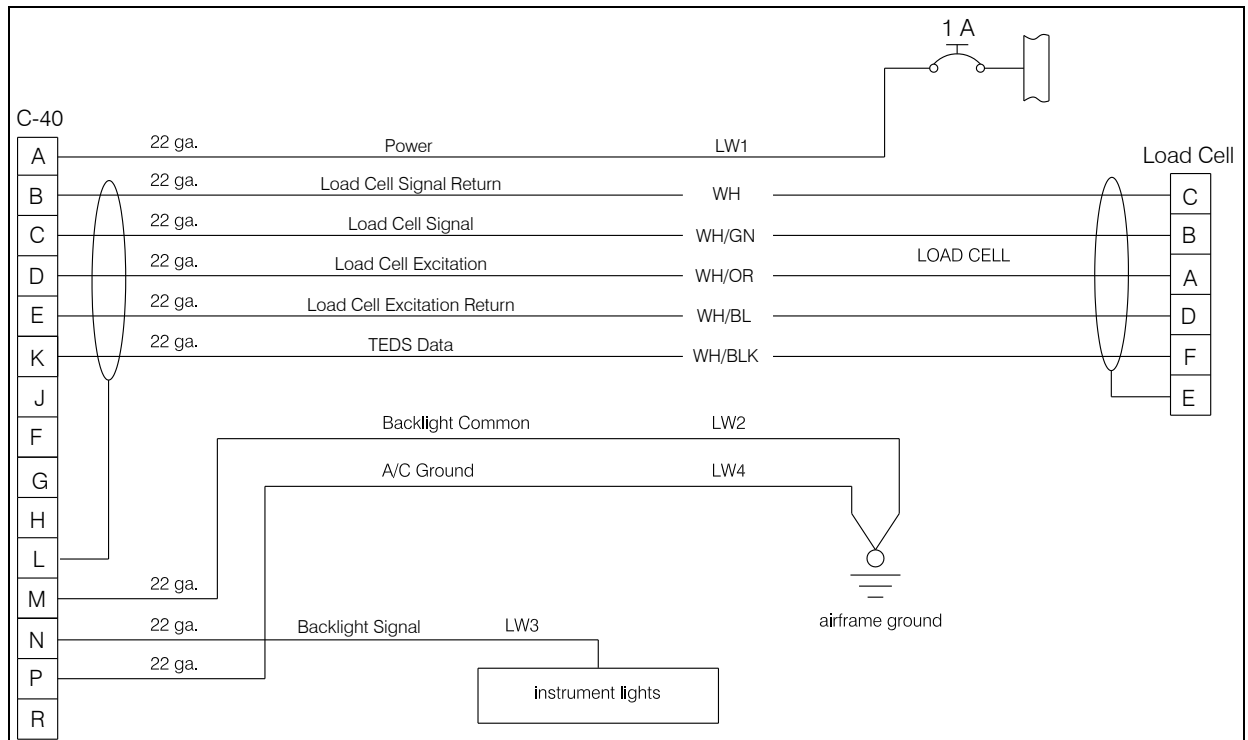 1 A
C-40
A 22 ga. Power LW1
Load Cell
B 22 ga. Load Cell Signal Return WH C
C 22 ga. Load Cell Signal WH/GN B
LOAD CELL
D 22 ga. Load Cell Excitation WH/OR A
E 22 ga. Load Cell Excitation Return WH/BL D
K 22 ga. TEDS Data WH/BLK F
J E
F Backlight Common LW2
G A/C Ground LW4
H
L
M 22 ga.
airframe ground
N 22 ga. Backlight Signal LW3
P 22 ga.
instrument lights
R